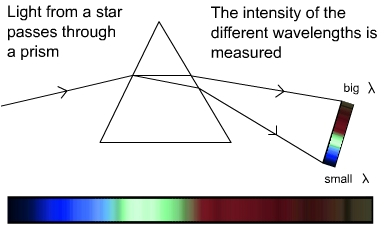 Light from a star
passes through
a prism
The intensity of the
different wavelengths is
measured
big λ
small λ